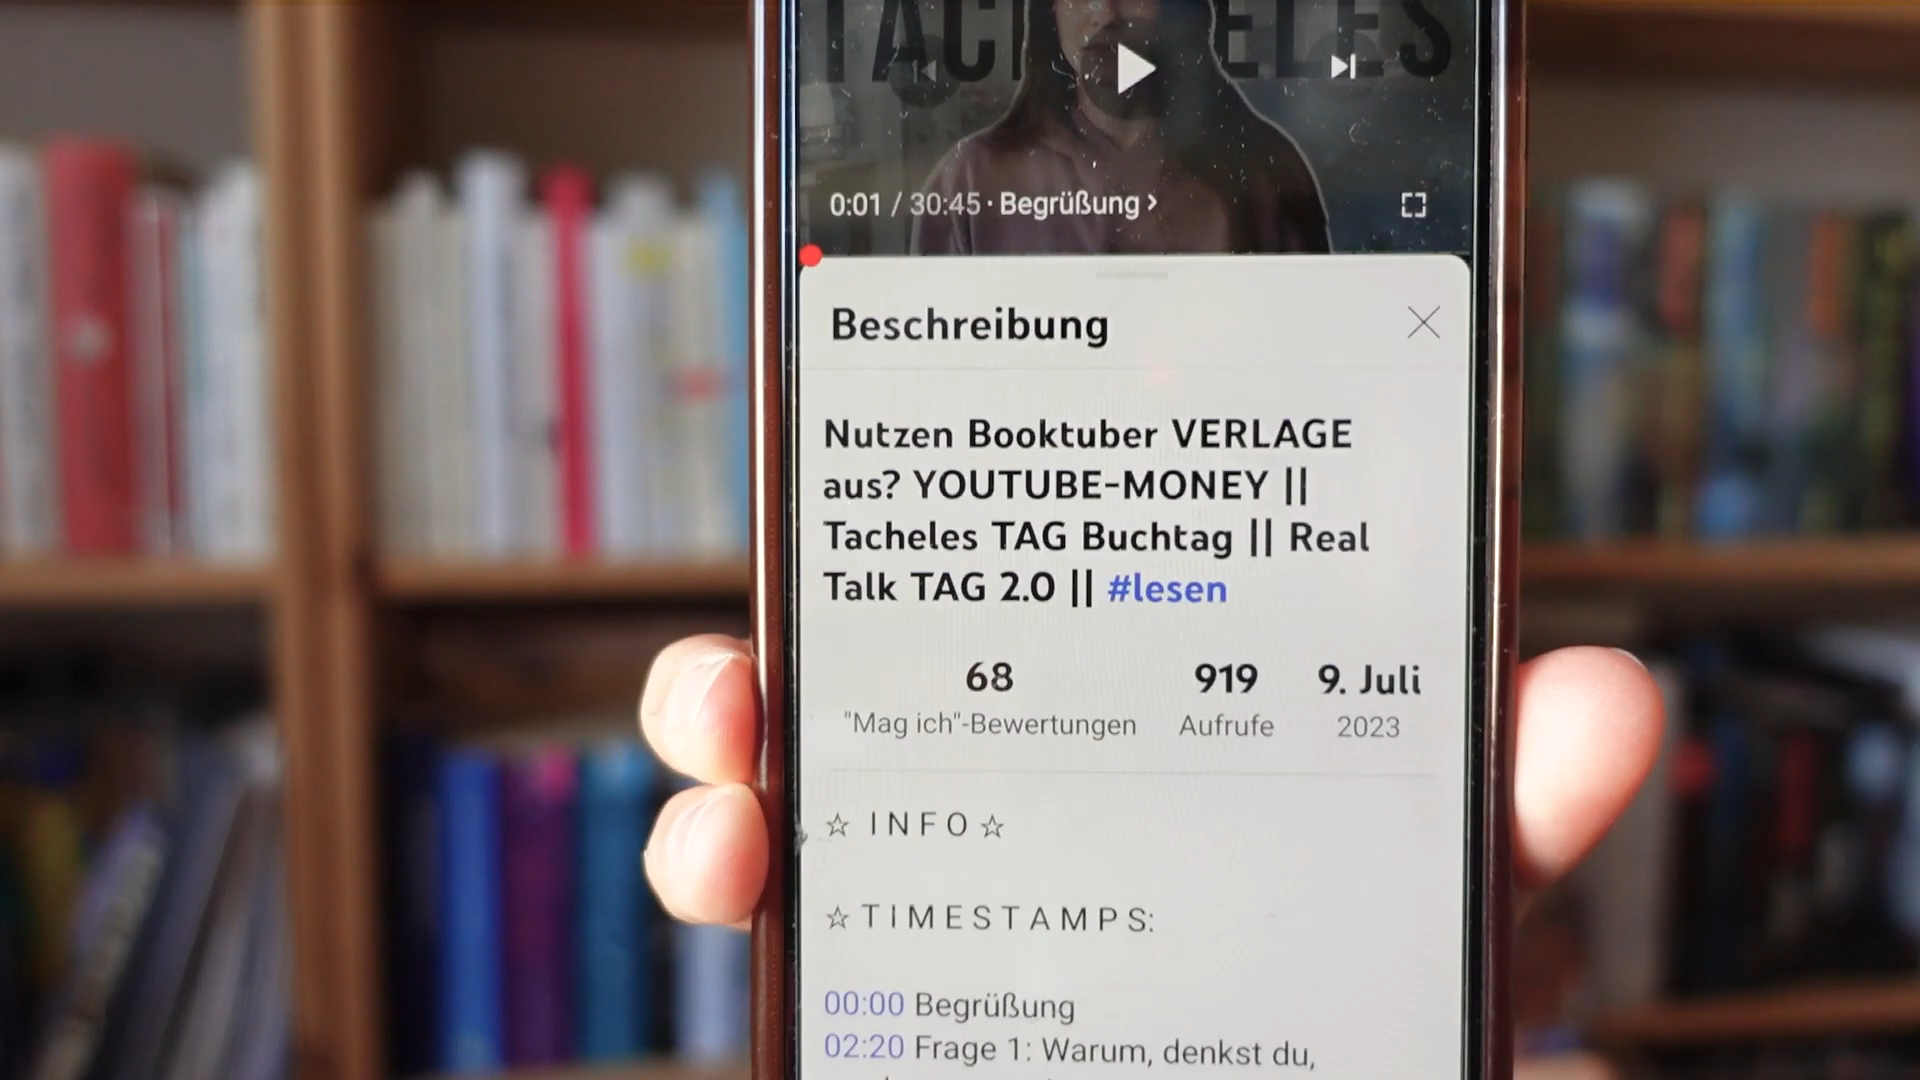 TACHELES
0:01 / 30:45 · Begrüßung ›
Beschreibung
Nutzen Booktuber VERLAGE
aus? YOUTUBE-MONEY ||
Tacheles TAG Buchtag || Real
Talk TAG 2.0 || #lesen
68 919 9. Juli
"Mag ich"-Bewertungen Aufrufe 2023
☆ I N F O ☆
☆ T I M E S T A M P S:
00:00 Begrüßung
02:20 Frage 1: Warum, denkst du,